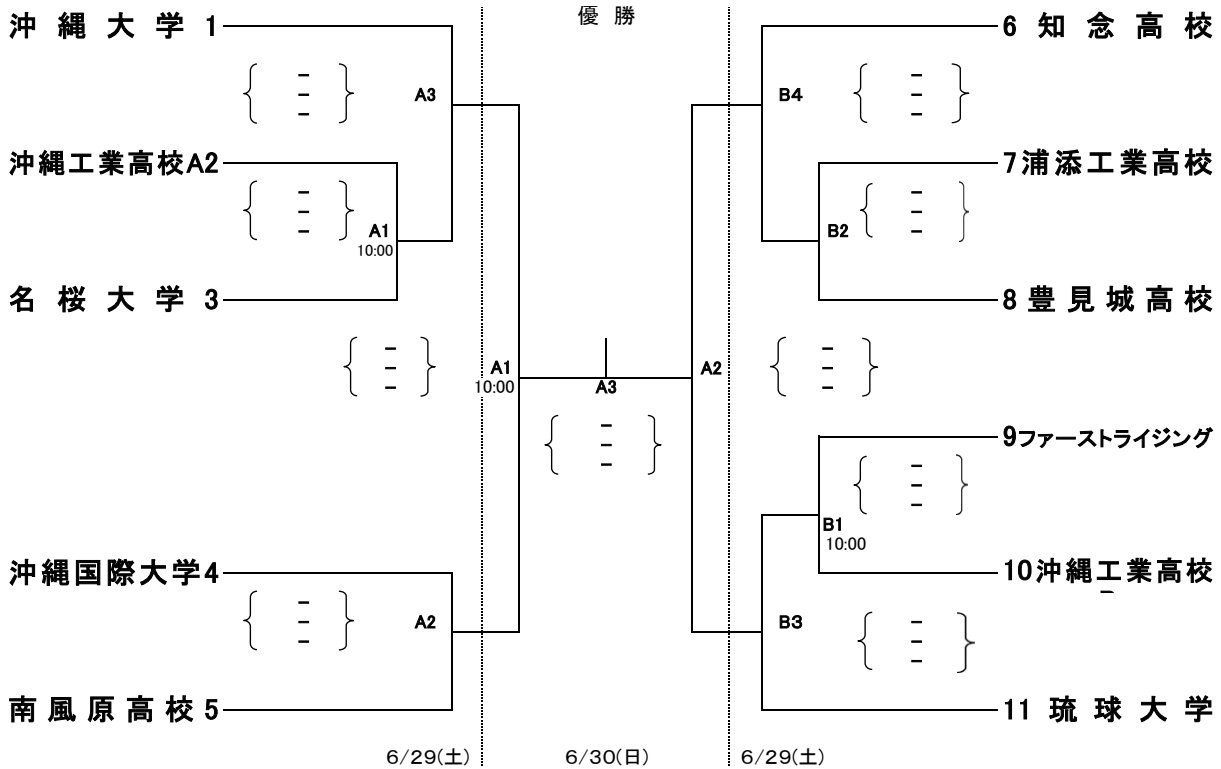 優 勝
沖 縄 大 学 1
6 知 念 高 校
－
－
－
A3
B4
－
－
－
沖縄工業高校A2
7浦添工業高校
－
－
－
A1
10:00
B2
－
－
－
名 桜 大 学 3
8 豊 見 城 高 校
－
－
－
A1
10:00
A3
A2
－
－
－
－
－
－
9ファーストライジング
－
－
－
B1
10:00
沖縄国際大学4
10沖縄工業高校
－
－
－
A2
B3
－
－
－
南 風 原 高 校 5
11 琉 球 大 学
6/29(土)
6/30(日)
6/29(土)